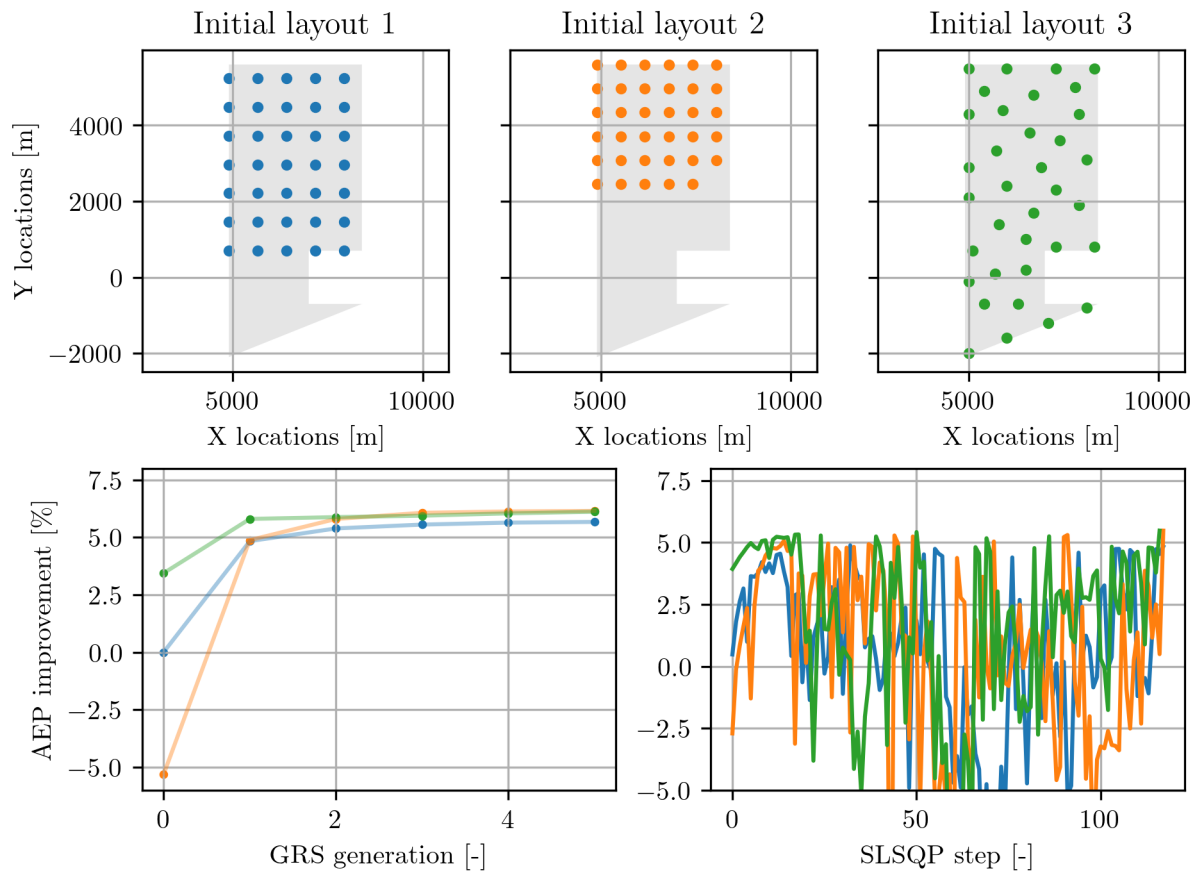 Initial layout 1
Initial layout 2
Initial layout 3
Y locations [m]
4000
2000
0
−2000
5000 10000
5000 10000
5000 10000
X locations [m]
X locations [m]
X locations [m]
AEP improvement [%]
7.5
5.0
2.5
0.0
−2.5
−5.0
0 2 4
GRS generation [-]
7.5
5.0
2.5
0.0
−2.5
−5.0
0 50 100
SLSQP step [-]